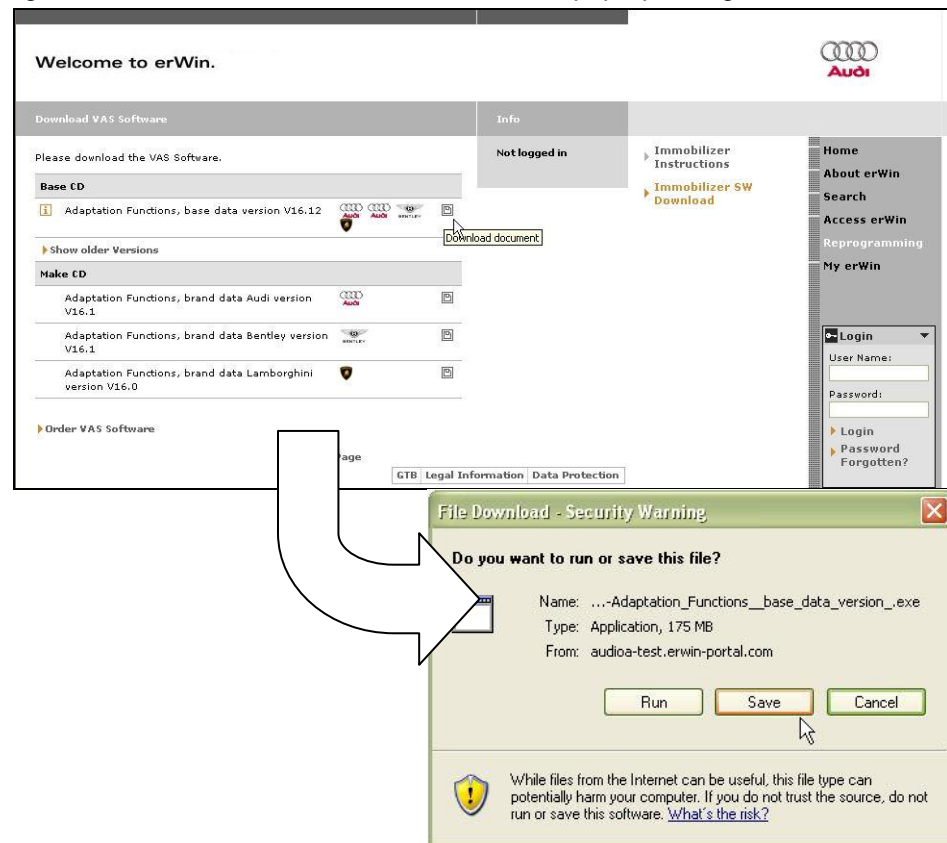 Welcome to erWin.
Audi
Download VAS Software
Info
Please download the VAS Software.
Not logged in
Immobilizer
Instructions
Immobilizer SW
Download
Home
About erWin
Search
Access erWin
Reprogramming
My erWin
Base CD
Adaptation Functions, base data version V16.12
Audi
Audi
BENTLEY
Download document
Show older Versions
Make CD
Adaptation Functions, brand data Audi version
V16.1
Audi
Adaptation Functions, brand data Bentley version
V16.1
BENTLEY
Adaptation Functions, brand data Lamborghini
version V16.0
Order VAS Software
Login
User Name:
Password:
Login
Password
Forgotten?
GTB Legal Information Data Protection
File Download - Security Warning
Do you want to run or save this file?
Name: ...-Adaptation_Functions__base_data_version_.exe
Type: Application, 175 MB
From: audioa-test.erwin-portal.com
Run Save Cancel
While files from the Internet can be useful, this file type can
potentially harm your computer. If you do not trust the source, do not
run or save this software. What's the risk?